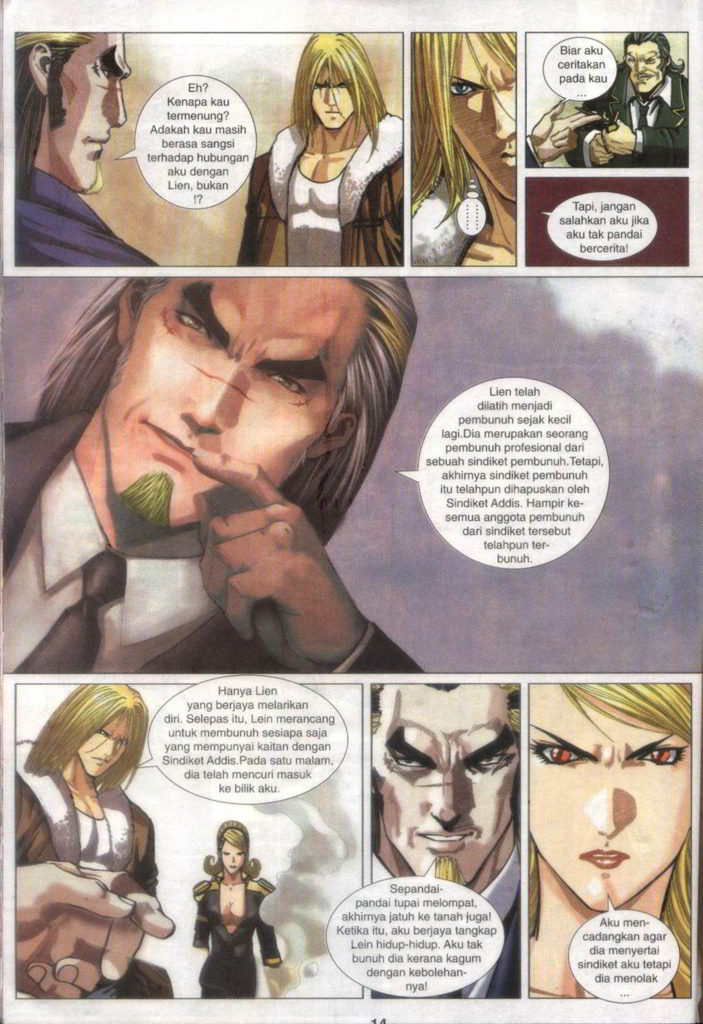 Eh?
Kenapa kau
termenung?
Adakah kau masih
berasa sangsi
terhadap hubungan
aku dengan
Lien, bukan
!?
Biar aku
ceritakan
pada kau
...
Tapi, jangan
salahkan aku jika
aku tak pandai
bercerita!
Lien telah
dilatih menjadi
pembunuh sejak kecil
lagi.Dia merupakan seorang
pembunuh profesional dari
sebuah sindiket pembunuh.Tetapi,
akhirnya sindiket pembunuh
itu telahpun dihapuskan oleh
Sindiket Addis. Hampir ke-
semua anggota pembunuh
dari sindiket tersebut
telahpun ter-
bunuh.
Hanya Lien
yang berjaya melarikan
diri. Selepas itu, Lein merancang
untuk membunuh sesiapa saja
yang mempunyai kaitan dengan
Sindiket Addis.Pada satu malam,
dia telah mencuri masuk
ke bilik aku.
Sepandai-
pandai tupai melompat,
akhirnya jatuh ke tanah juga!
Ketika itu, aku berjaya tangkap
Lein hidup-hidup. Aku tak
bunuh dia kerana kagum
dengan kebolehan-
nya!
Aku men-
cadangkan agar
dia menyertai
sindiket aku tetapi
dia menolak
...
14